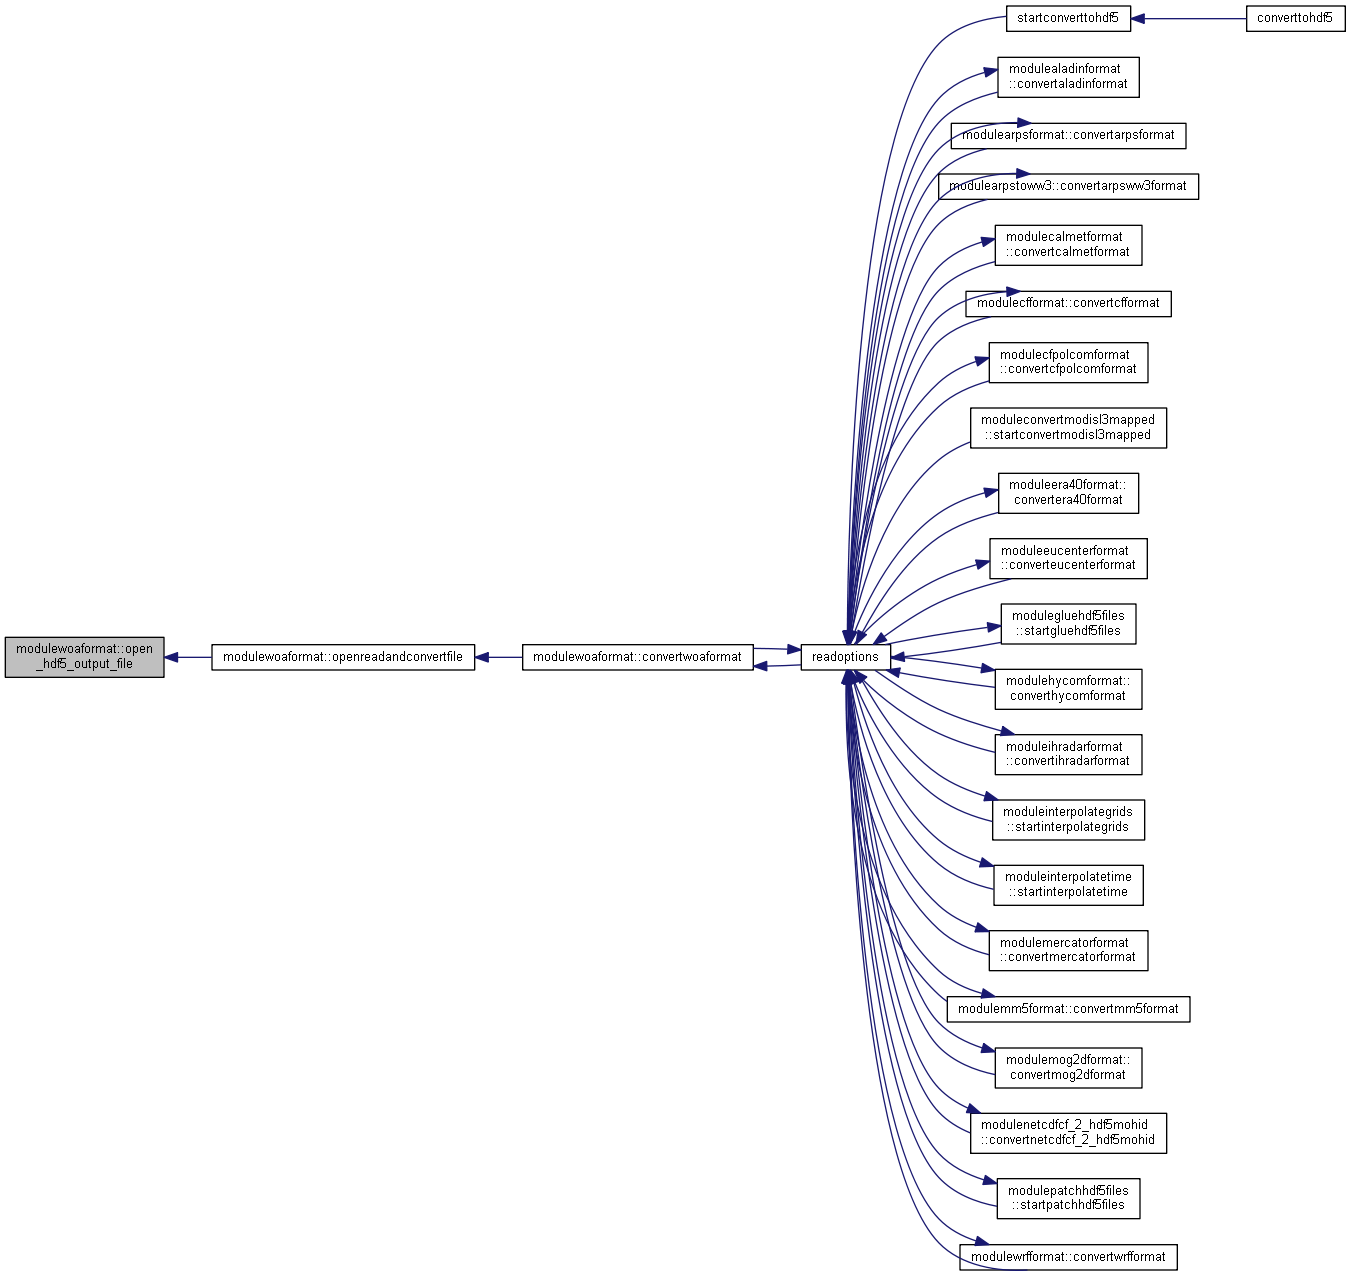 startconverttohdf5
converttohdf5
modulealadinformat
::convertaladinformat
modulearpsformat::convertarpsformat
modulearpstoww3::convertarpsww3format
modulecalmetformat
::convertcalmetformat
modulecfformat::convertcfformat
modulecfpolcomformat
::convertcfpolcomformat
moduleconvertmodisl3mapped
::startconvertmodisl3mapped
moduleera40format::
convertera40format
moduleeucenterformat
::converteucenterformat
modulegluehdf5files
::startgluehdf5files
modulewoaformat::open
_hdf5_output_file
modulewoaformat::openreadandconvertfile
modulewoaformat::convertwoaformat
readoptions
modulehycomformat::
converthycomformat
moduleihradarformat
::convertihradarformat
moduleinterpolategrids
::startinterpolategrids
moduleinterpolatetime
::startinterpolatetime
modulemercatorformat
::convertmercatorformat
modulemm5format::convertmm5format
modulemog2dformat::
convertmog2dformat
modulenetcdfcf_2_hdf5mohid
::convertnetcdfcf_2_hdf5mohid
modulepatchhdf5files
::startpatchhdf5files
modulewrfformat::convertwrfformat